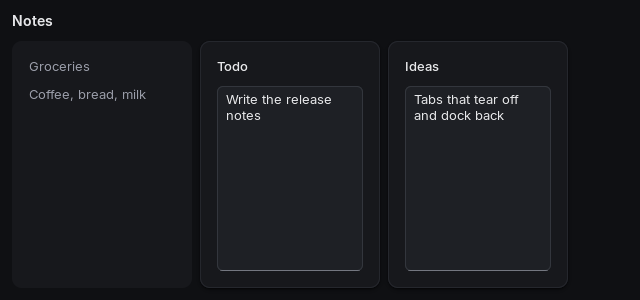 Notes
Groceries
Coffee, bread, milk
Todo
Write the release
notes
Ideas
Tabs that tear off
and dock back